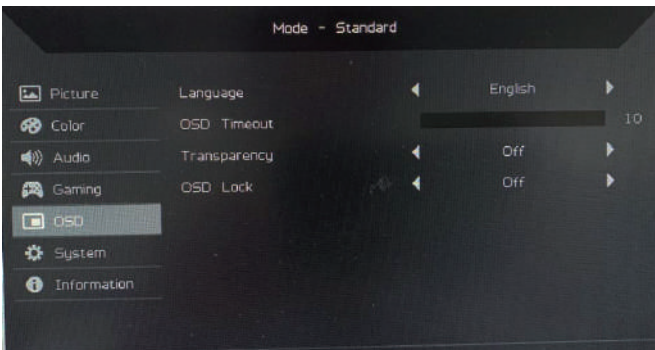 Mode - Standard
Picture
Language
English
Color
OSD Timeout
10
Audio
Transparency
Off
Gaming
OSD Lock
Off
OSD
System
Information